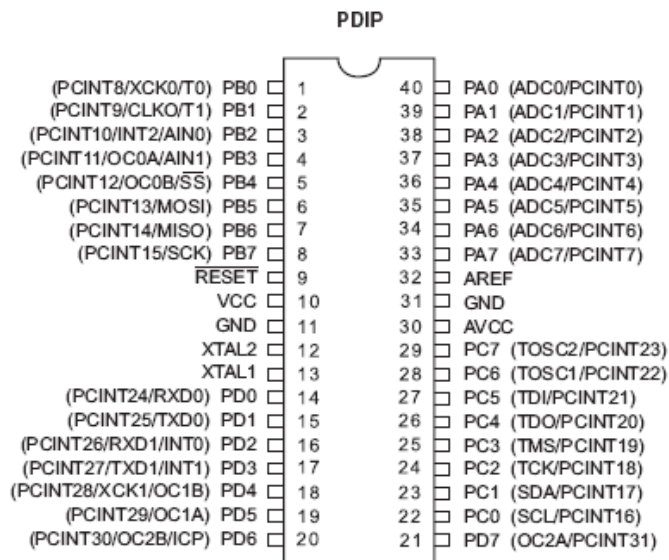 PDIP
(PCINT8/XCK0/T0) PB0 1 40 PA0 (ADC0/PCINT0)
(PCINT9/CLKO/T1) PB1 2 39 PA1 (ADC1/PCINT1)
(PCINT10/INT2/AIN0) PB2 3 38 PA2 (ADC2/PCINT2)
(PCINT11/OC0A/AIN1) PB3 4 37 PA3 (ADC3/PCINT3)
(PCINT12/OC0B/SS) PB4 5 36 PA4 (ADC4/PCINT4)
(PCINT13/MOSI) PB5 6 35 PA5 (ADC5/PCINT5)
(PCINT14/MISO) PB6 7 34 PA6 (ADC6/PCINT6)
(PCINT15/SCK) PB7 8 33 PA7 (ADC7/PCINT7)
RESET 9 32 AREF
VCC 10 31 GND
GND 11 30 AVCC
XTAL2 12 29 PC7 (TOSC2/PCINT23)
XTAL1 13 28 PC6 (TOSC1/PCINT22)
(PCINT24/RXD0) PD0 14 27 PC5 (TDI/PCINT21)
(PCINT25/TXD0) PD1 15 26 PC4 (TDO/PCINT20)
(PCINT26/RXD1/INT0) PD2 16 25 PC3 (TMS/PCINT19)
(PCINT27/TXD1/INT1) PD3 17 24 PC2 (TCK/PCINT18)
(PCINT28/XCK1/OC1B) PD4 18 23 PC1 (SDA/PCINT17)
(PCINT29/OC1A) PD5 19 22 PC0 (SCL/PCINT16)
(PCINT30/OC2B/ICP) PD6 20 21 PD7 (OC2A/PCINT31)